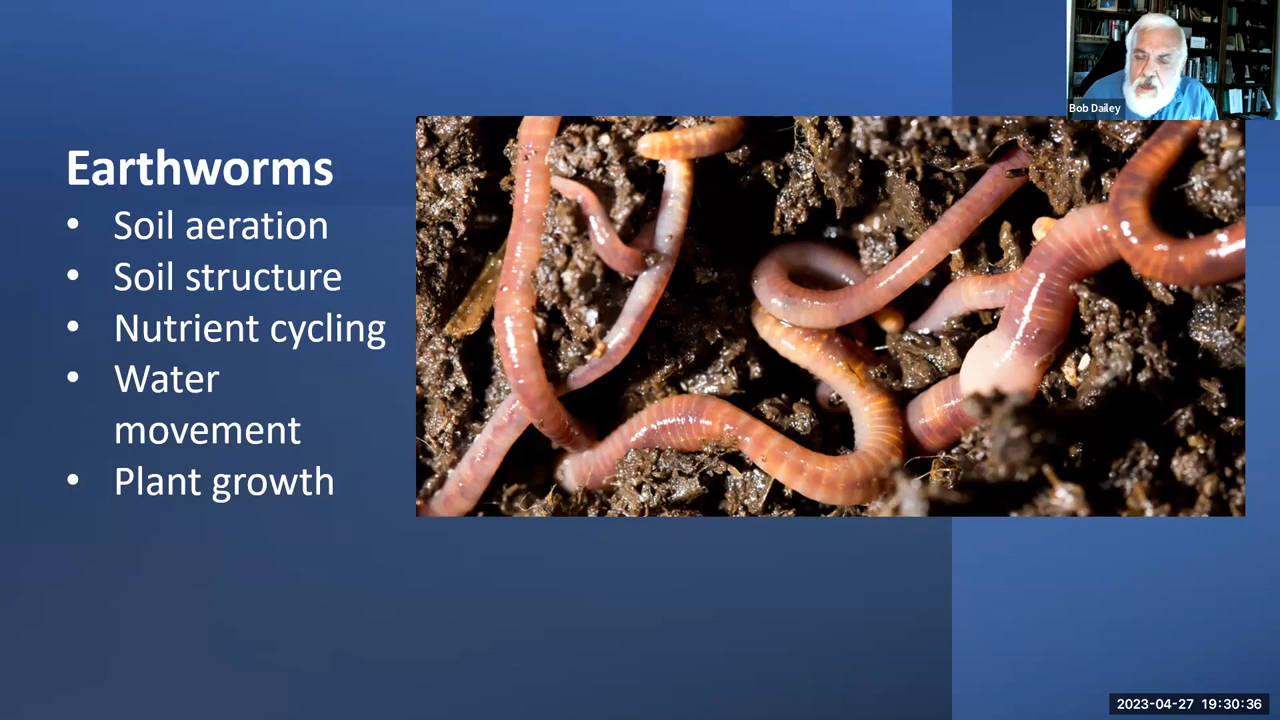 Bob Dailey
Earthworms
• Soil aeration
• Soil structure
• Nutrient cycling
• Water
movement
• Plant growth
2023-04-27 19:30:36